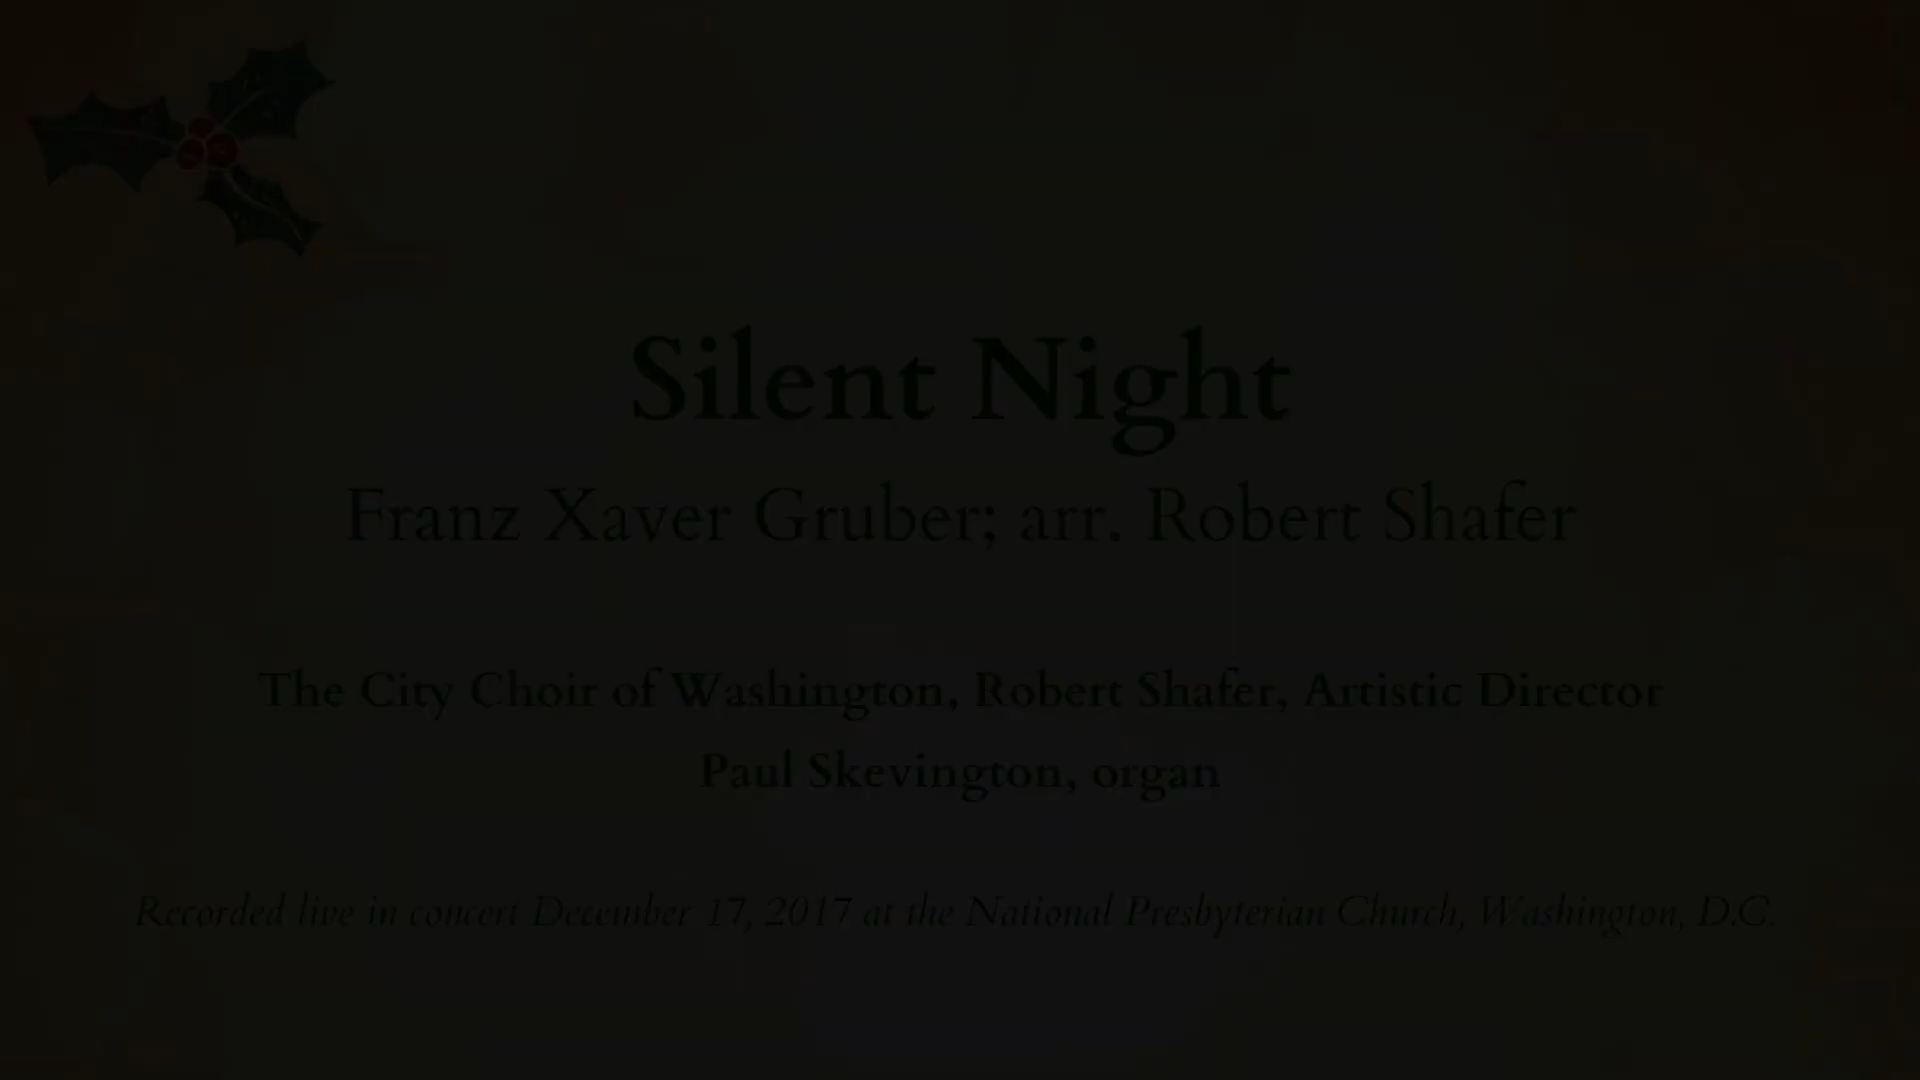 Silent Night
Franz Xaver Gruber; arr. Robert Shafer
The City Choir of Washington, Robert Shafer, Artistic Director
Paul Skevington, organ
Recorded live in concert December 17, 2017 at the National Presbyterian Church, Washington, D.C.